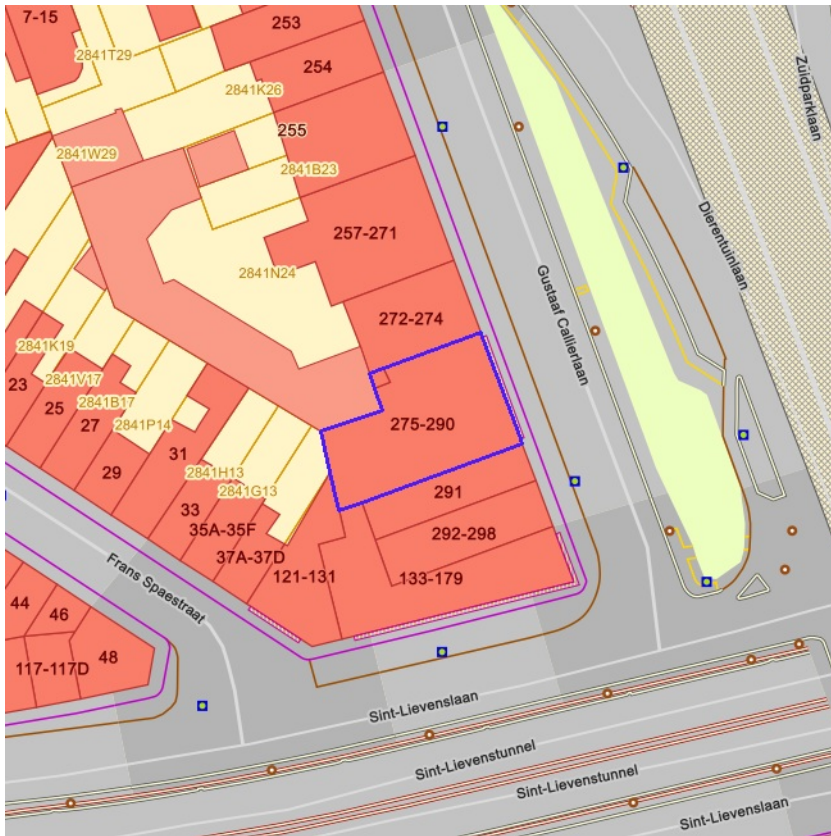 7-15
253
2841T29
254
2841K26
255
2841W29
2841B23
Zuidparklaan
257-271
Dierentuinlaan
2841N24
Gustaaf Callierlaan
272-274
2841K19
23
2841V17
25
2841B17
27
2841P14
275-290
31
29
2841H13
2841G13
291
33
35A-35F
292-298
37A-37D
Frans Spaestraat
121-131
133-179
44
46
48
117-117D
Sint-Lievenslaan
Sint-Lievenstunnel
Sint-Lievenstunnel
Sint-Lievenslaan